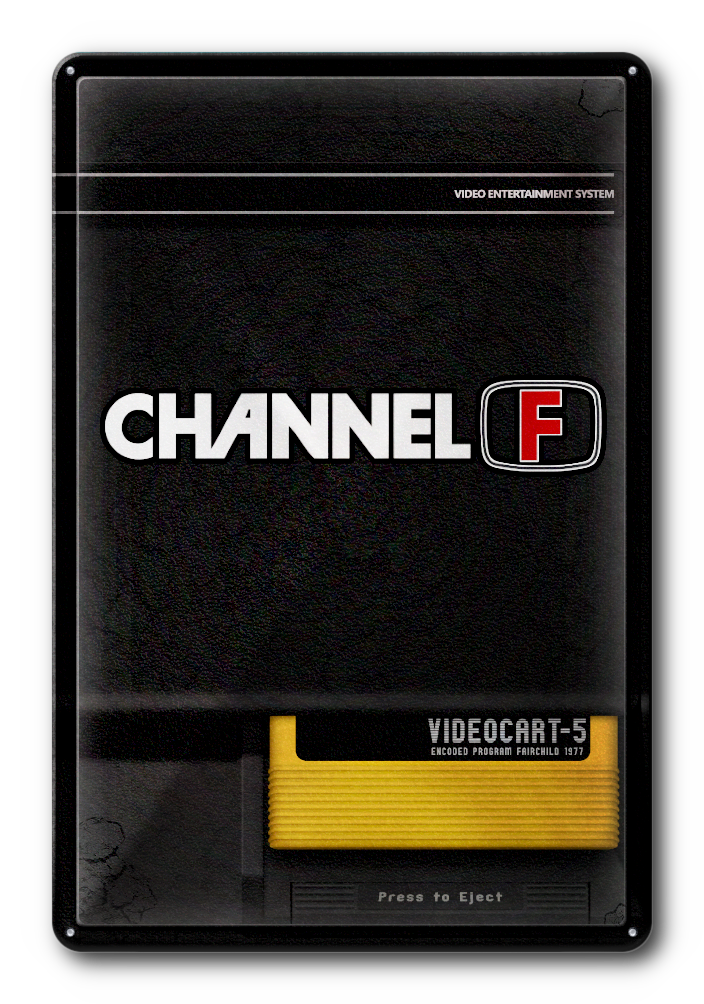 VIDEO ENTERTAINMENT SYSTEM
CHANNEL F
VIDEOCART-5
ENCODED PROGRAM FAIRCHILD 1977
Press to Eject